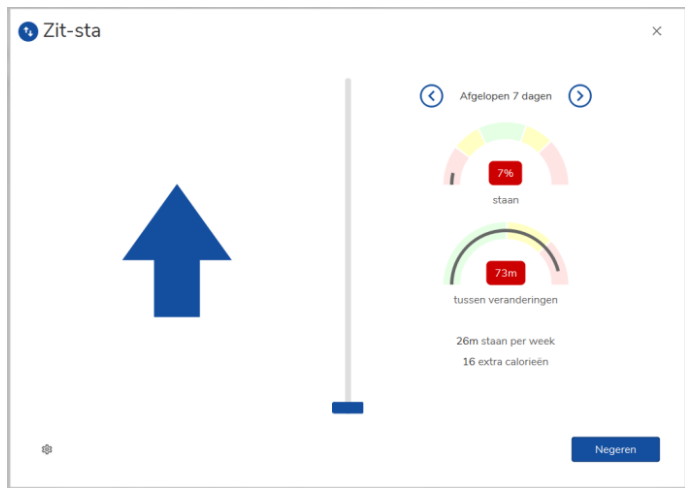 Zit-sta
Afgelopen 7 dagen
7%
staan
73m
tussen veranderingen
26m staan per week
16 extra calorieën
Negeren